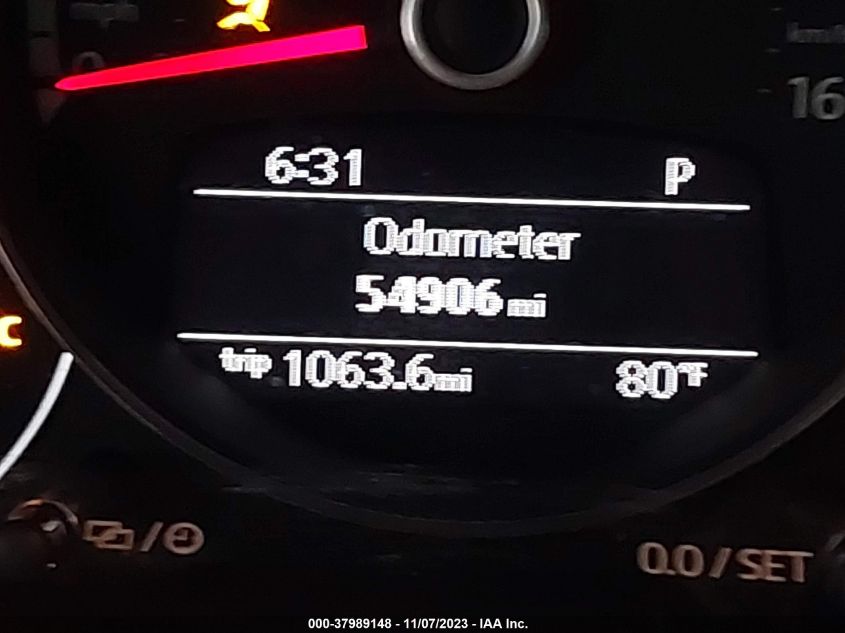 6:31 P
Odometer
54906 mi
trip 1063.6 mi 80°F
16
C
0.0 / SET
000-37989148 - 11/07/2023 - IAA Inc.